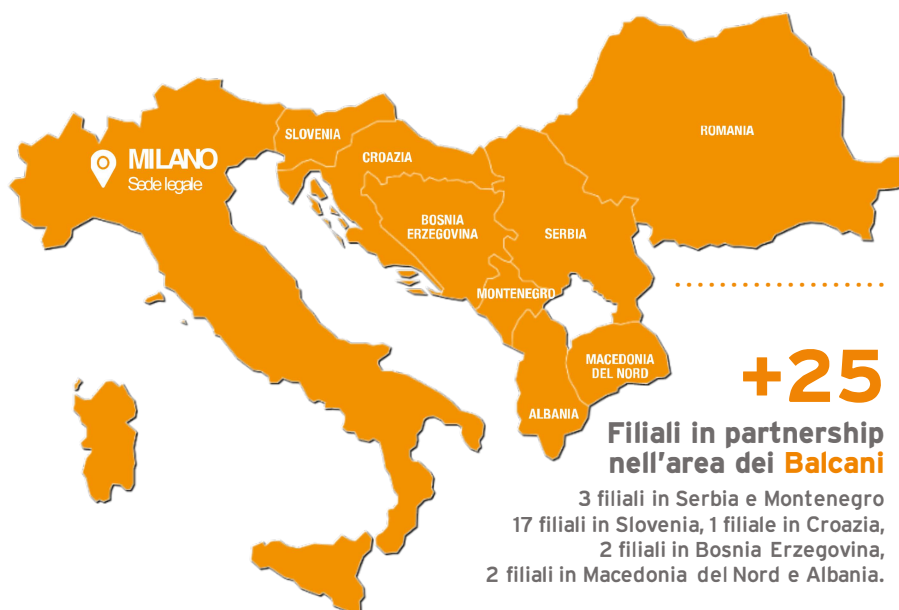 SLOVENIA
ROMANIA
CROAZIA
MILANO
Sede legale
BOSNIA
ERZEGOVINA
SERBIA
MONTENEGRO
MACEDONIA
DEL NORD
ALBANIA
+25
Filiali in partnership
nell'area dei Balcani
3 filiali in Serbia e Montenegro
17 filiali in Slovenia, 1 filiale in Croazia,
2 filiali in Bosnia Erzegovina,
2 filiali in Macedonia del Nord e Albania.